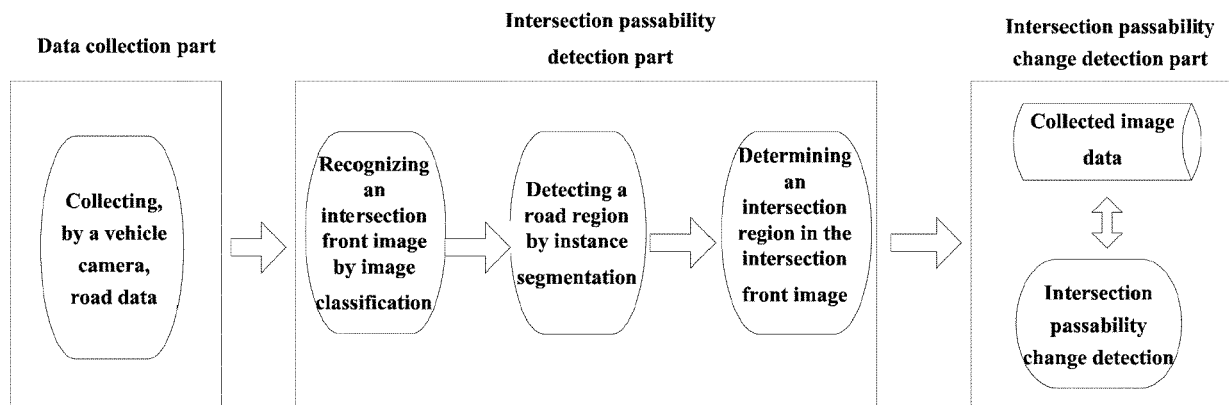 Data collection part
Collecting,
by a vehicle
camera,
road data
Intersection passability
detection part
Recognizing
an
intersection
front image
by image
classification
Detecting a
road region
by instance
segmentation
Determining
an
intersection
region in the
intersection
front image
Intersection passability
change detection part
Collected image
data
Intersection
passability
change detection